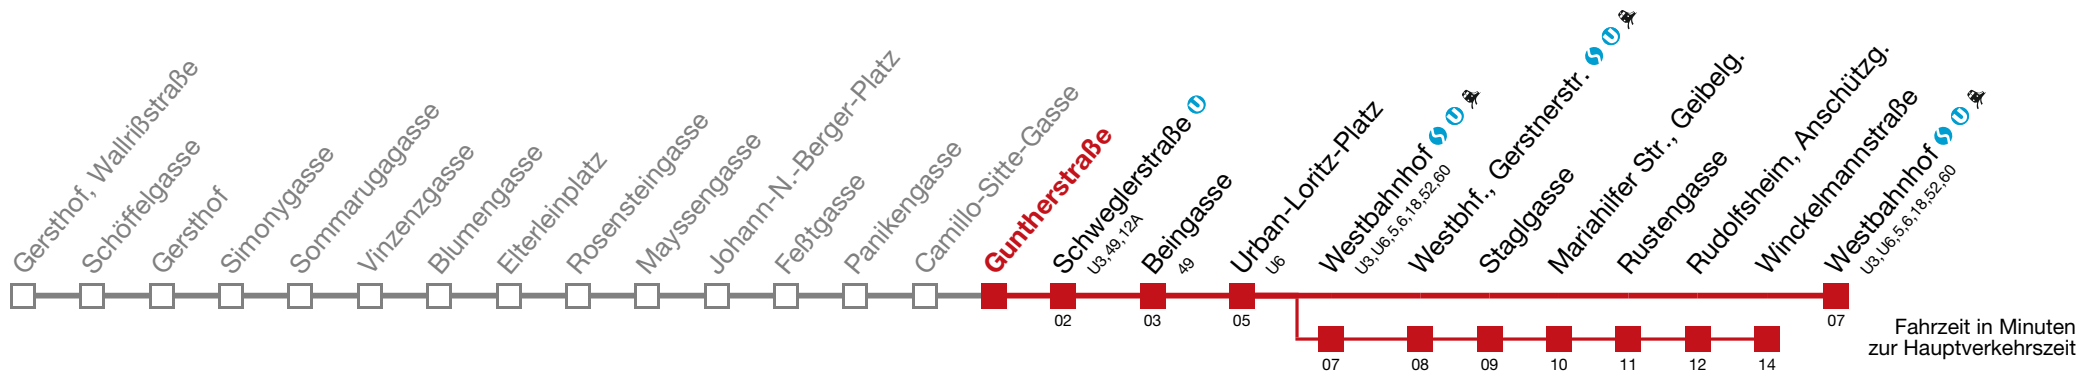 Gersthof, Wallrißstraße
Schöffelgasse
Gersthof
Simonygasse
Sommarugagasse
Vinzenzgasse
Blumengasse
Elterleinplatz
Rosensteingasse
Mayssengasse
Johann-N.-Berger-Platz
Feßtgasse
Panikengasse
Camillo-Sitte-Gasse
Guntherstraße
Schweglerstraße U
U3,49,12A
Beingasse
49
Urban-Loritz-Platz
U6
Westbahnhof S U
U3,U6,5,6,18,52,60
Westbhf., Gerstnerstr. S U
Staglgasse
Mariahilfer Str., Geibelg.
Rustengasse
Rudolfsheim, Anschützg.
Winckelmannstraße
Westbahnhof S U
U3,U6,5,6,18,52,60
02 03 05 07
07 08 09 10 11 12 14
Fahrzeit in Minuten
zur Hauptverkehrszeit